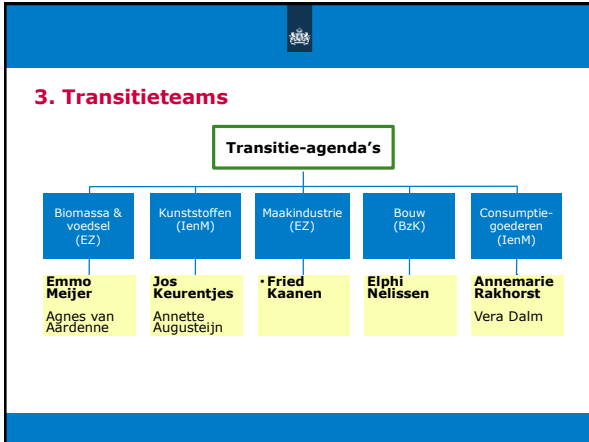 3. Transitieteams
Transitie-agenda's
Biomassa &
voedsel
(EZ)
Kunststoffen
(IenM)
Maakindustrie
(EZ)
Bouw
(BzK)
Consumptie-
goederen
(IenM)
Emmo
Meijer
Agnes van
Aardenne
Jos
Keurentjes
Annette
Augusteijn
· Fried
Kaanen
Elphi
Nelissen
Annemarie
Rakhorst
Vera Dalm